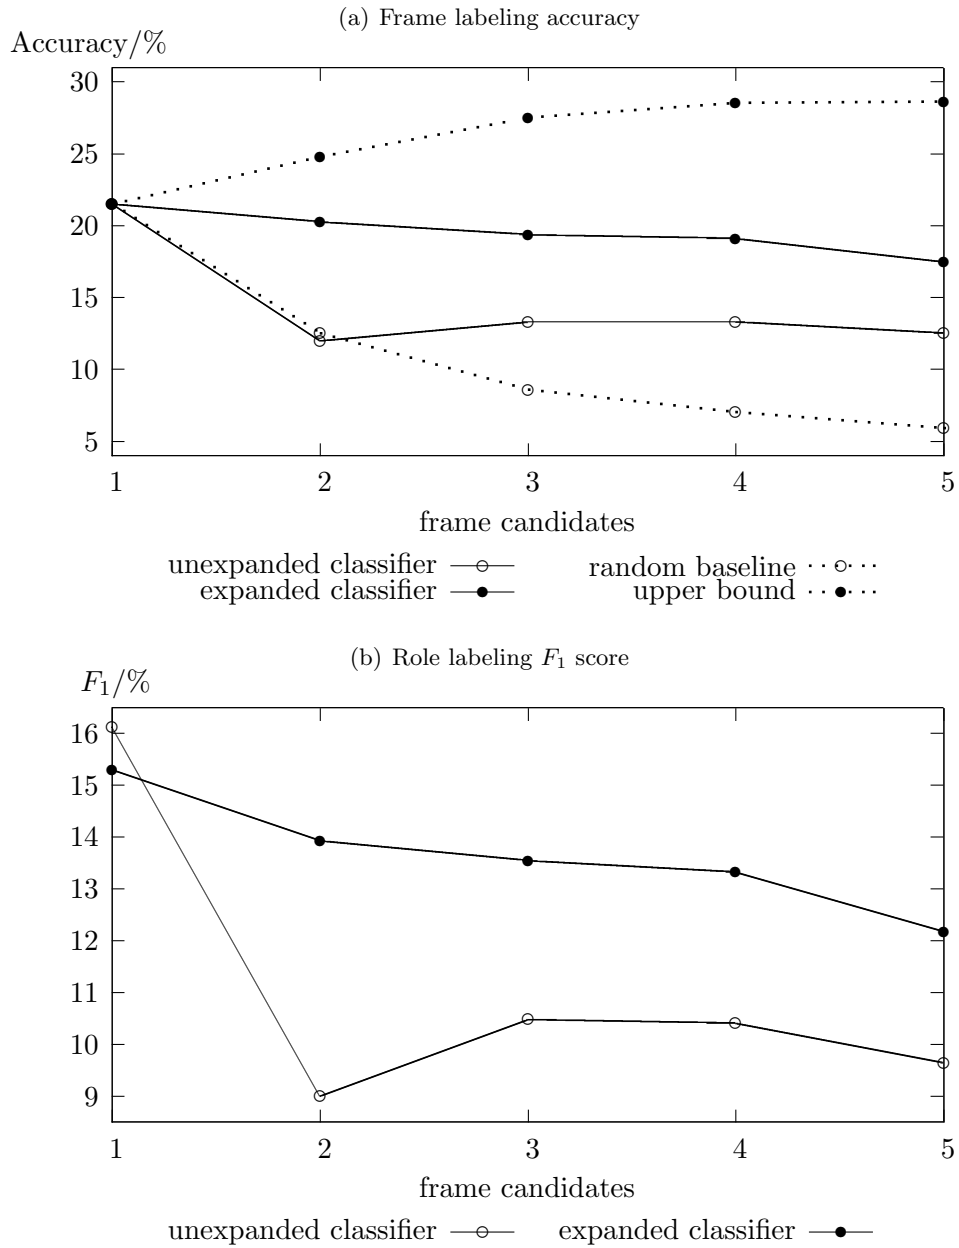 (a) Frame labeling accuracy
Accuracy/%
30
25
20
15
10
5
1 2 3 4 5
frame candidates
unexpanded classifier random baseline
expanded classifier upper bound
(b) Role labeling F1 score
F1/%
16
15
14
13
12
11
10
9
1 2 3 4 5
frame candidates
unexpanded classifier expanded classifier